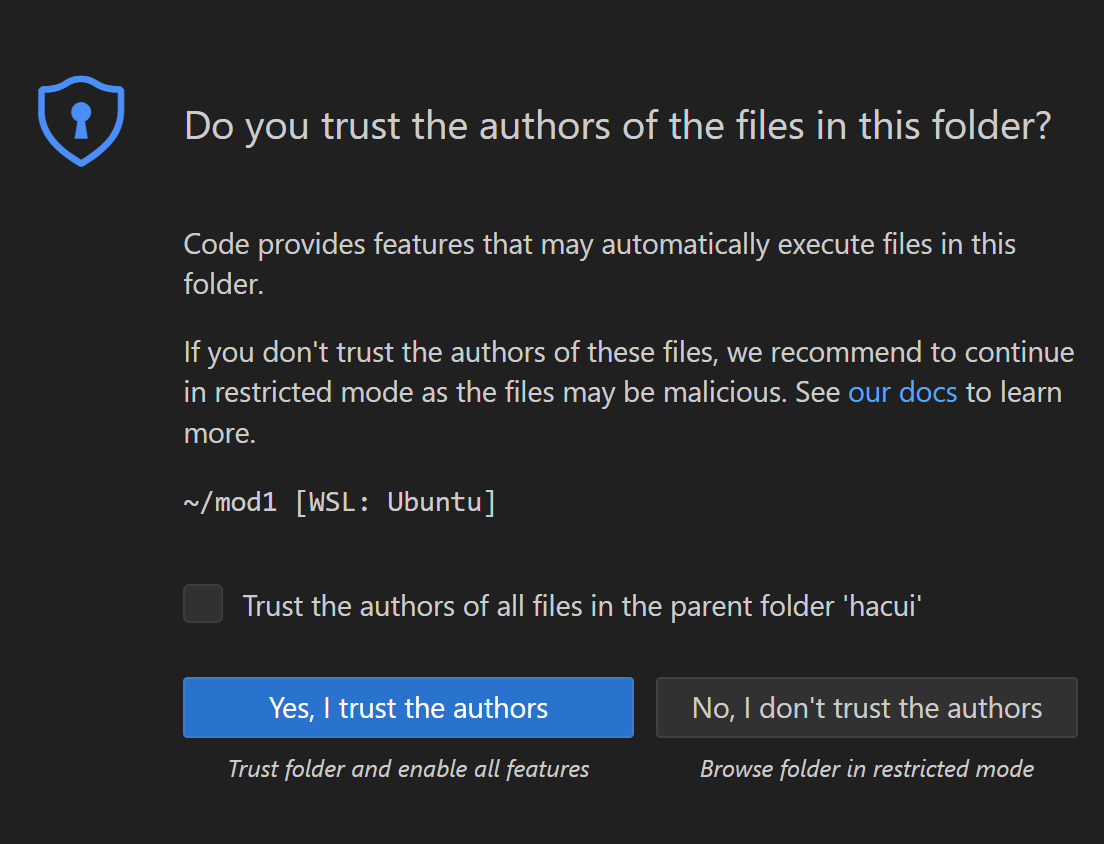 Do you trust the authors of the files in this folder?
Code provides features that may automatically execute files in this
folder.
If you don't trust the authors of these files, we recommend to continue
in restricted mode as the files may be malicious. See our docs to learn
more.
~/mod1 [WSL: Ubuntu]
Trust the authors of all files in the parent folder 'hacui'
Yes, I trust the authors
No, I don't trust the authors
Trust folder and enable all features
Browse folder in restricted mode